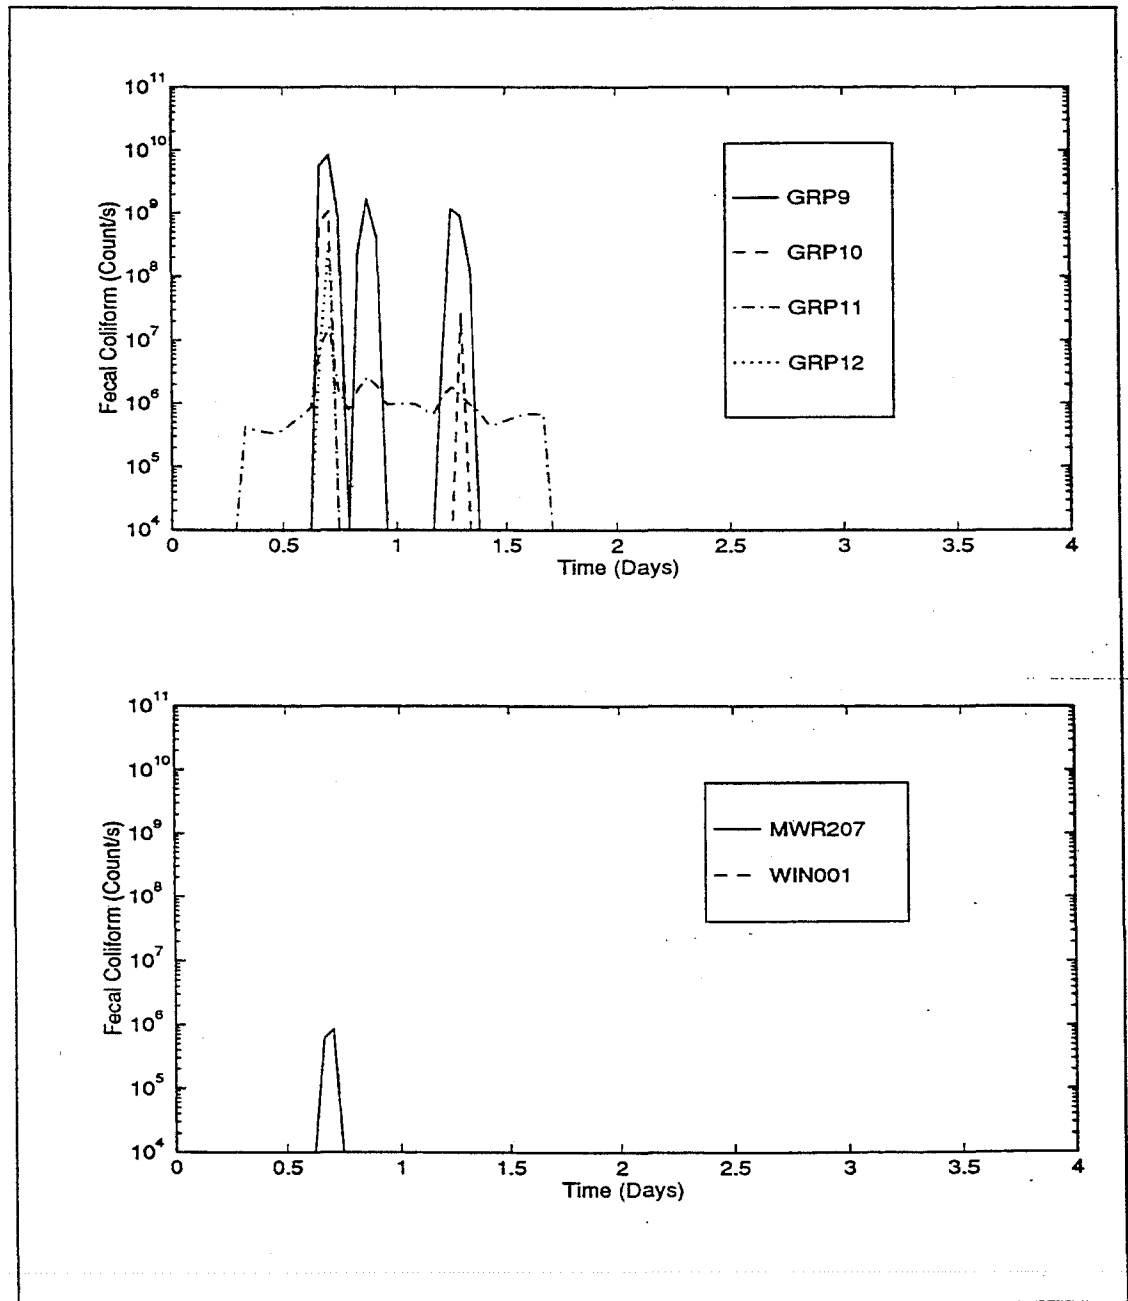 10^11
10^10
10^9
10^8
10^7
10^6
10^5
10^4
Fecal Coliform (Count/s)
GRP9
GRP10
GRP11
GRP12
0 0.5 1 1.5 2 2.5 3 3.5 4
Time (Days)
10^11
10^10
10^9
10^8
10^7
10^6
10^5
10^4
Fecal Coliform (Count/s)
MWR207
WIN001
0 0.5 1 1.5 2 2.5 3 3.5 4
Time (Days)